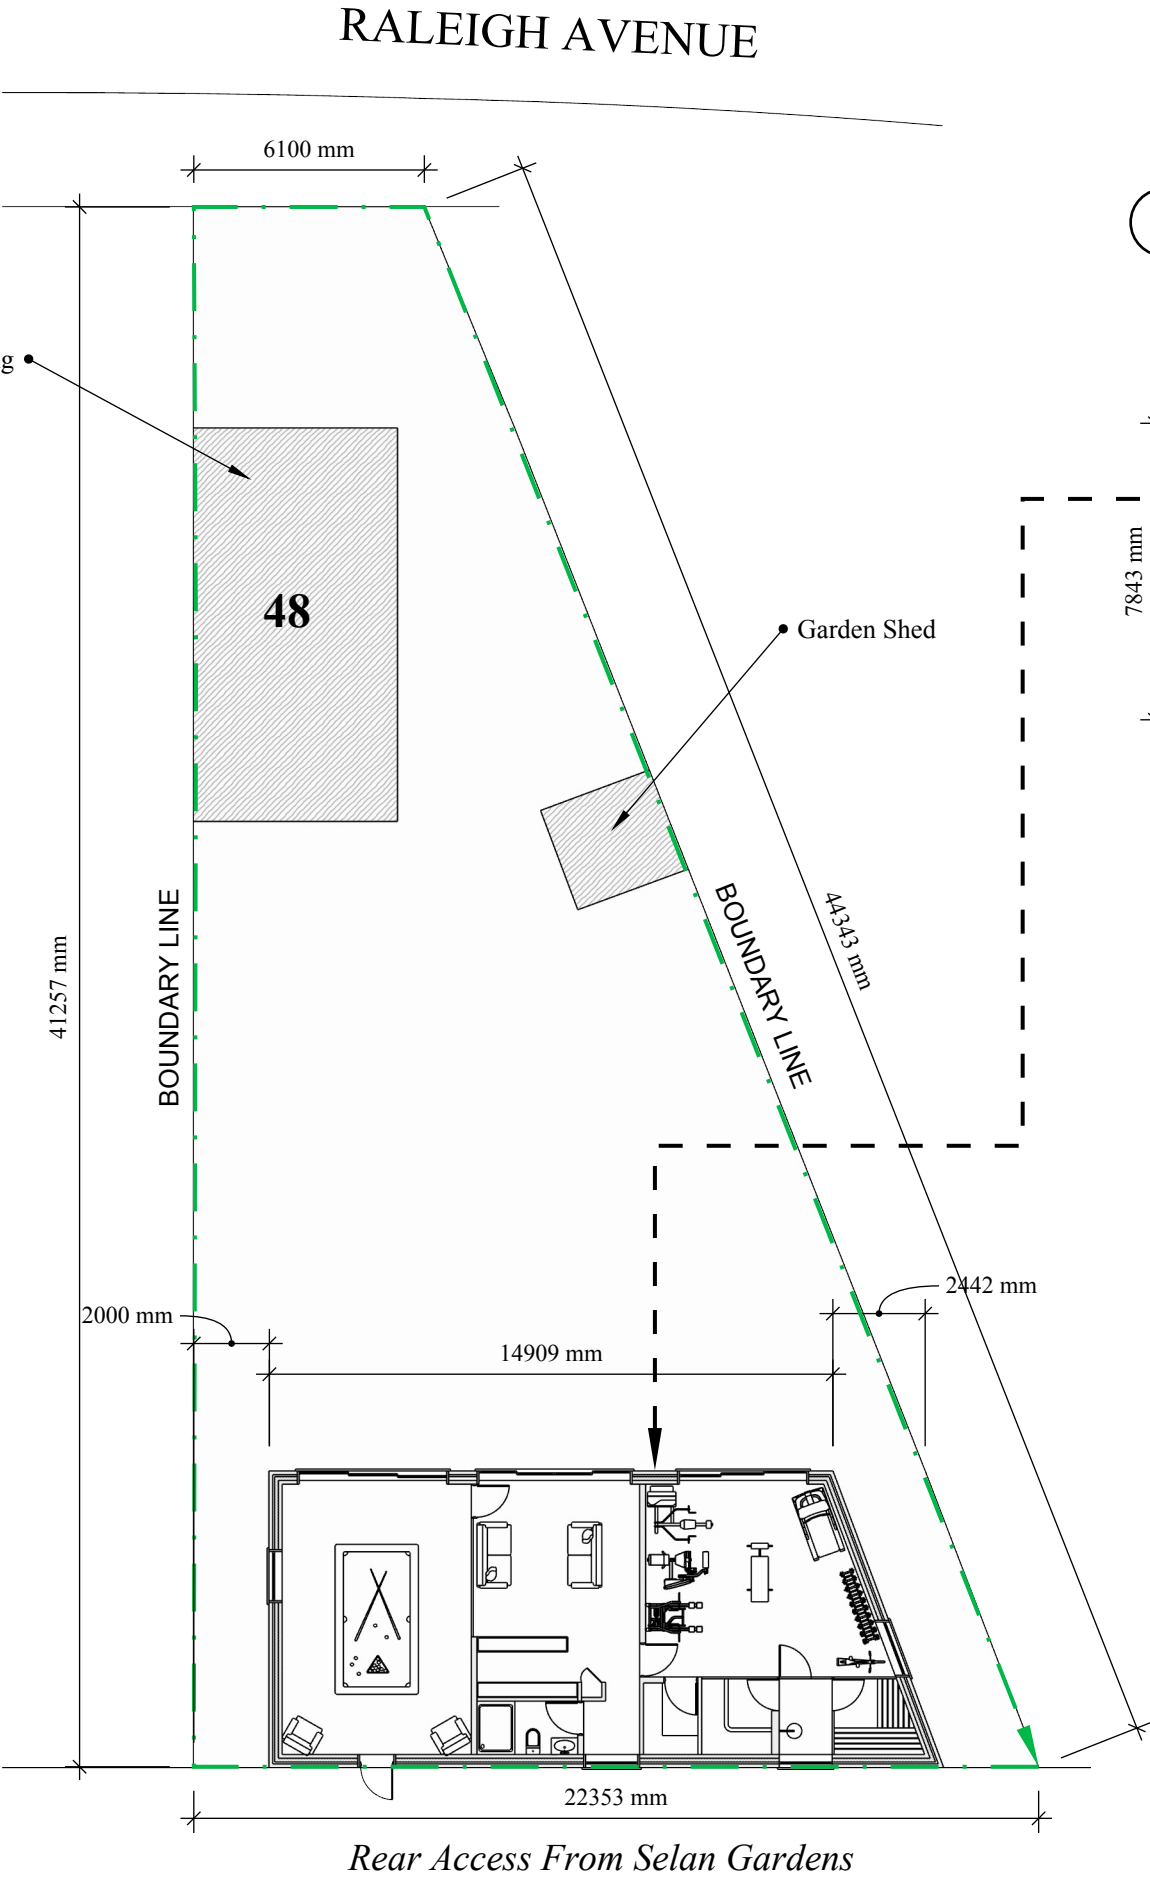 RALEIGH AVENUE
6100 mm
g
48
7843 mm
Garden Shed
BOUNDARY LINE
BOUNDARY LINE
44343 mm
41257 mm
2442 mm
2000 mm
14909 mm
22353 mm
Rear Access From Selan Gardens